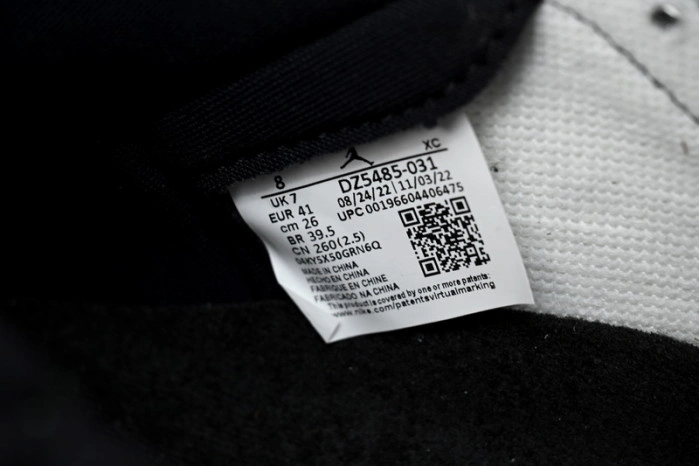 8 XC
UK 7 DZ5485-031
EUR 41 08/24/22 | 11/03/22
cm 26 UPC 00196604406475
BR 39.5
CN 260(2.5)
94KY5X50GRN6Q
MADE IN CHINA
HECHO EN CHINA
FABRIQUE EN CHINE
FABRICADO NA CHINA
This product is covered by one or more patents:
www.nike.com/patentsvirtualmarking